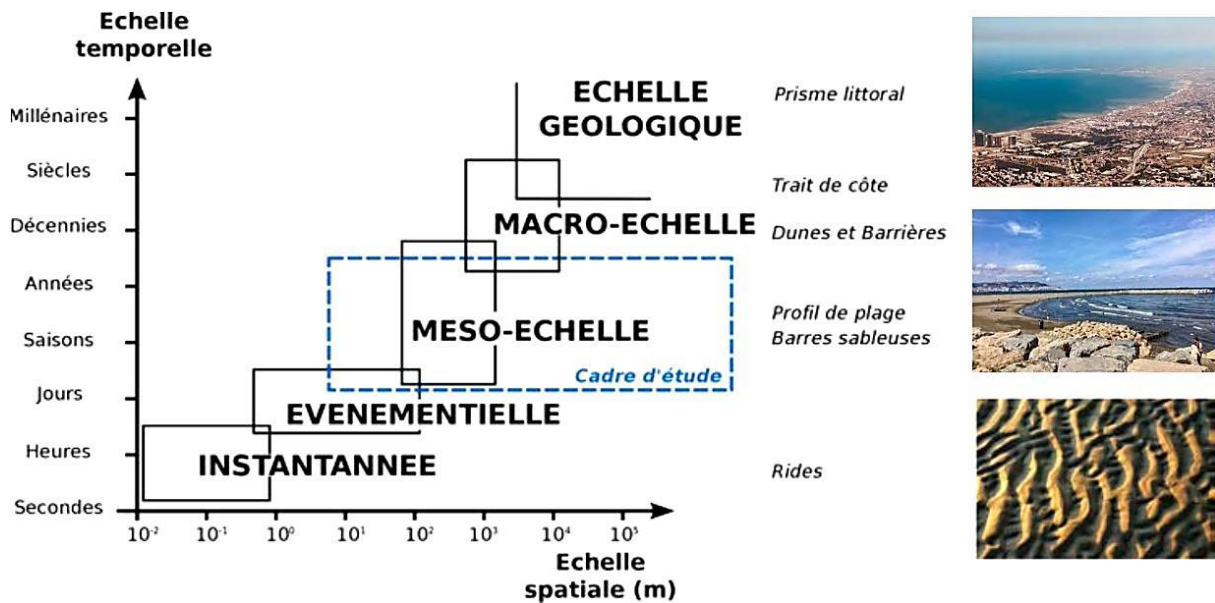 Echelle
temporelle
Millénaires
Siècles
Décennies
Années
Saisons
Jours
Heures
Secondes
ECHELLE
GEOLOGIQUE
MACRO-ECHELLE
MESO-ECHELLE
Cadre d'étude
EVENEMENTIELLE
INSTANTANNEE
10⁻² 10⁻¹ 10⁰ 10¹ 10² 10³ 10⁴ 10⁵
Echelle
spatiale (m)
Prisme littoral
Trait de côte
Dunes et Barrières
Profil de plage
Barres sableuses
Rides